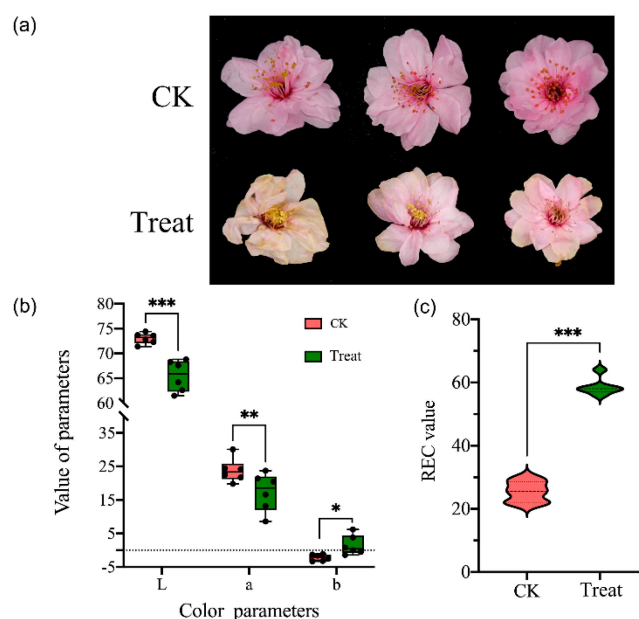 (a)
CK
Treat
(b)
Value of parameters
80
75
70
65
60
35
25
15
5
-5
***
**
*
CK
Treat
L
a
b
Color parameters
(c)
REC value
80
60
40
20
0
***
CK
Treat